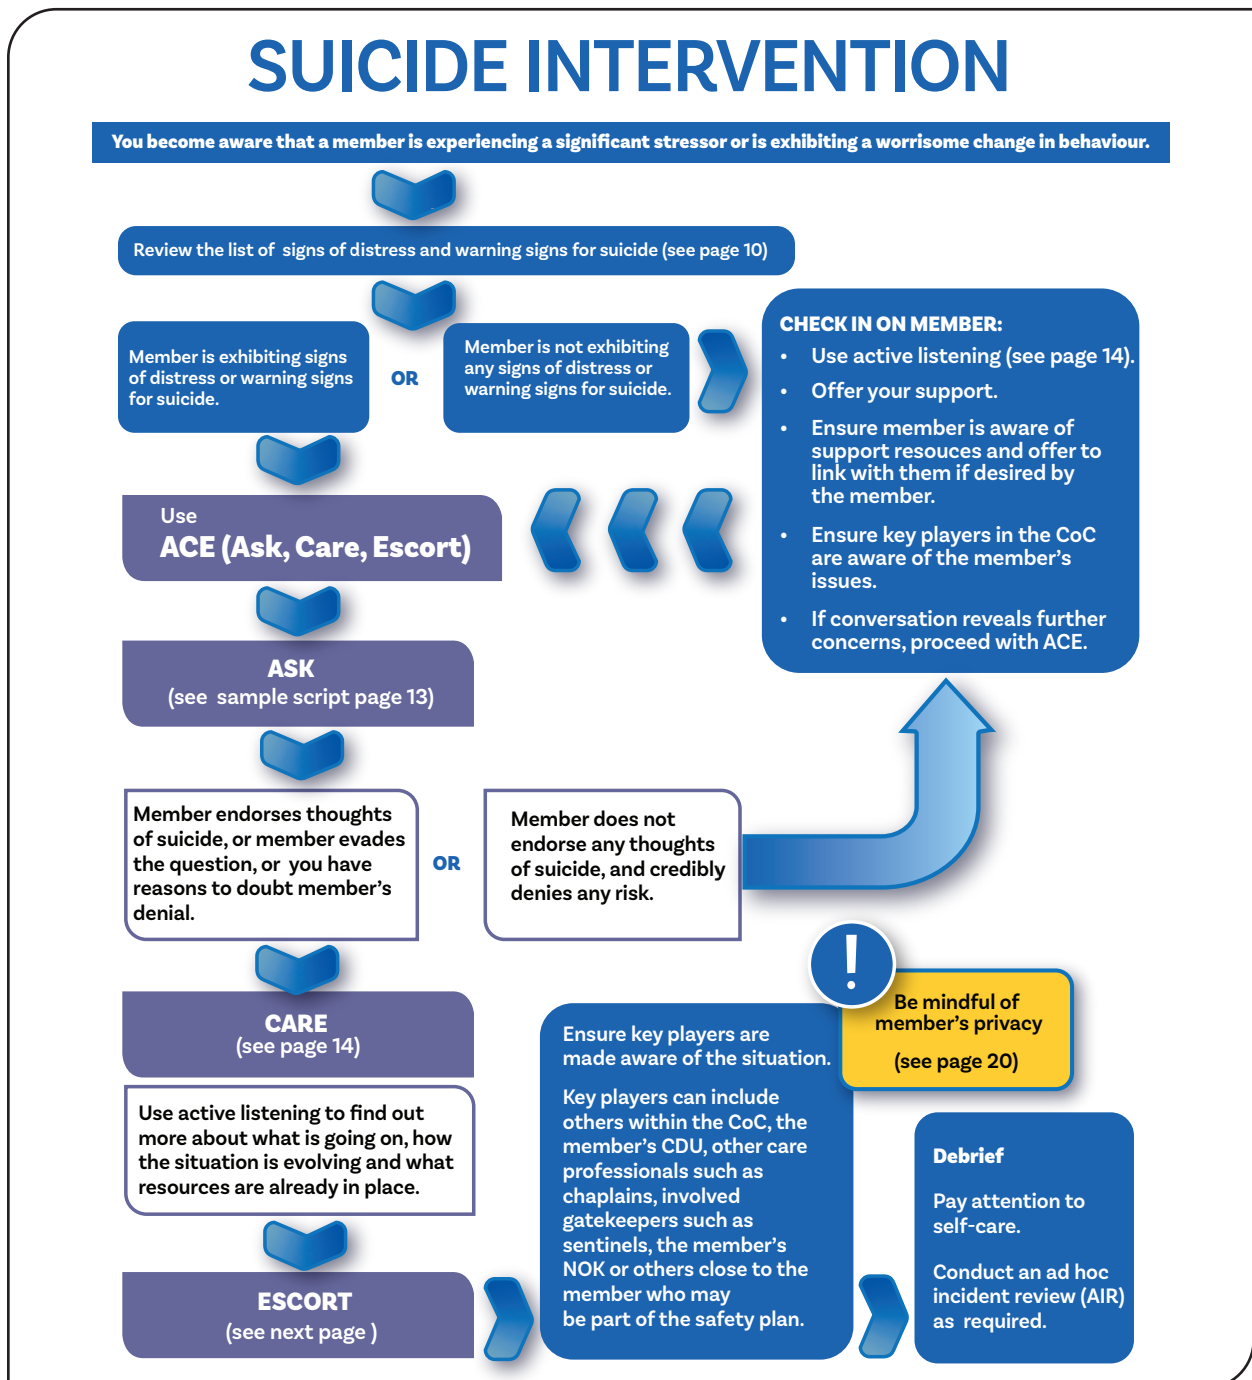 SUICIDE INTERVENTION
You become aware that a member is experiencing a significant stressor or is exhibiting a worrisome change in behaviour.
Review the list of signs of distress and warning signs for suicide (see page 10)
Member is exhibiting signs
of distress or warning signs
for suicide.
OR
Member is not exhibiting
any signs of distress or
warning signs for suicide.
CHECK IN ON MEMBER:
• Use active listening (see page 14).
• Offer your support.
• Ensure member is aware of
support resouces and offer to
link with them if desired by
the member.
• Ensure key players in the CoC
are aware of the member's
issues.
• If conversation reveals further
concerns, proceed with ACE.
Use
ACE (Ask, Care, Escort)
ASK
(see sample script page 13)
Member endorses thoughts
of suicide, or member evades
the question, or you have
reasons to doubt member's
denial.
OR
Member does not
endorse any thoughts
of suicide, and credibly
denies any risk.
CARE
(see page 14)
Use active listening to find out
more about what is going on, how
the situation is evolving and what
resources are already in place.
ESCORT
(see next page )
Ensure key players are
made aware of the situation.
Key players can include
others within the CoC, the
member's CDU, other care
professionals such as
chaplains, involved
gatekeepers such as
sentinels, the member's
NOK or others close to the
member who may
be part of the safety plan.
!
Be mindful of
member's privacy
(see page 20)
Debrief
Pay attention to
self-care.
Conduct an ad hoc
incident review (AIR)
as required.